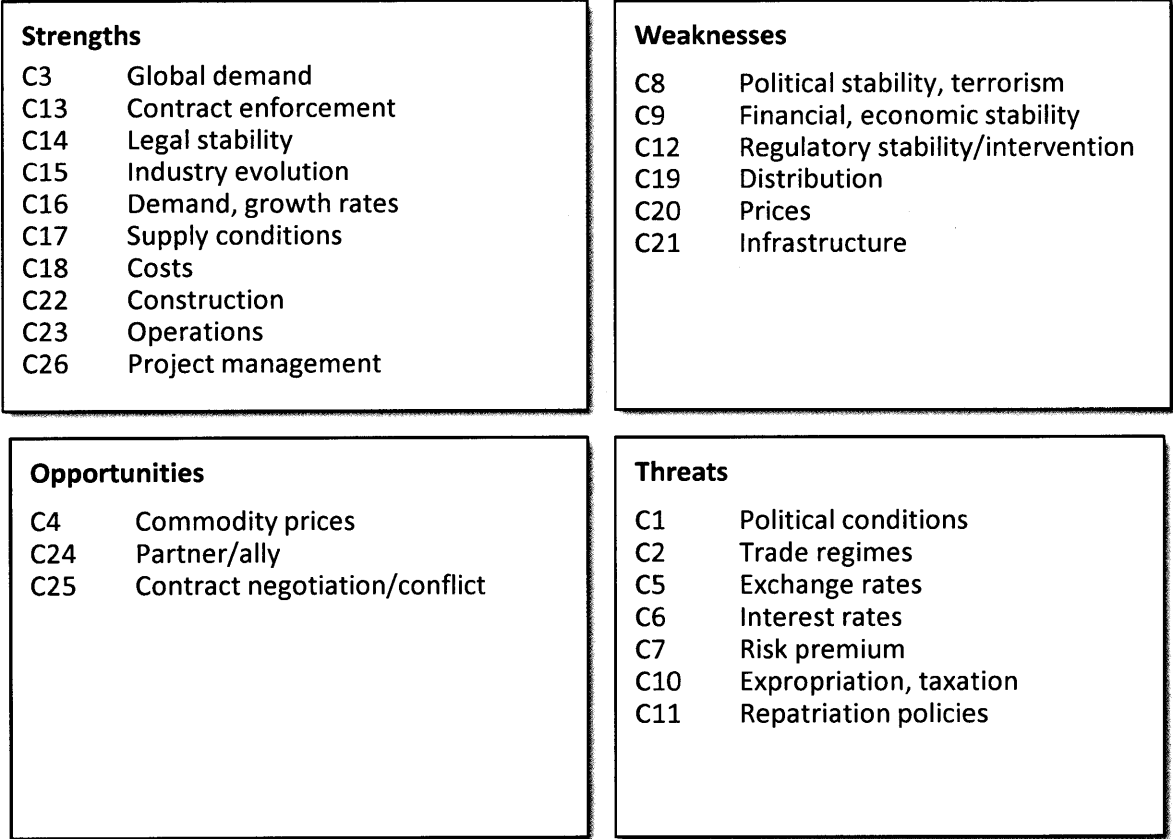 Strengths
C3 Global demand
C13 Contract enforcement
C14 Legal stability
C15 Industry evolution
C16 Demand, growth rates
C17 Supply conditions
C18 Costs
C22 Construction
C23 Operations
C26 Project management
Weaknesses
C8 Political stability, terrorism
C9 Financial, economic stability
C12 Regulatory stability/intervention
C19 Distribution
C20 Prices
C21 Infrastructure
Opportunities
C4 Commodity prices
C24 Partner/ally
C25 Contract negotiation/conflict
Threats
C1 Political conditions
C2 Trade regimes
C5 Exchange rates
C6 Interest rates
C7 Risk premium
C10 Expropriation, taxation
C11 Repatriation policies